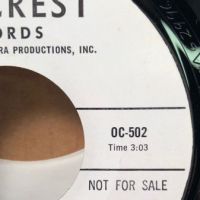 CREST
ORDS
RA PRODUCTIONS, INC.
OC-502
Time 3:03
NOT FOR SALE